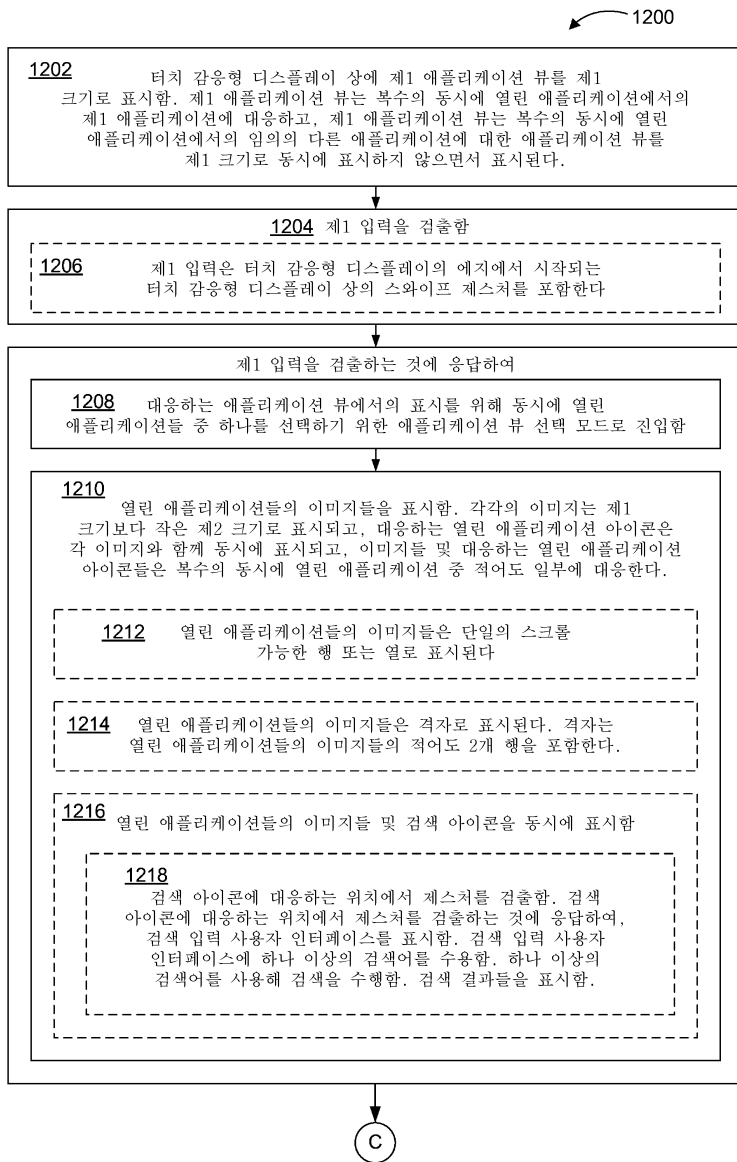 1200
1202
터치 감응형 디스플레이 상에 제1 애플리케이션 뷰를 제1
크기로 표시함. 제1 애플리케이션 뷰는 복수의 동시에 열린 애플리케이션에서의
제1 애플리케이션에 대응하고, 제1 애플리케이션 뷰는 복수의 동시에 열린
애플리케이션에서의 임의의 다른 애플리케이션에 대한 애플리케이션 뷰를
제1 크기로 동시에 표시하지 않으면서 표시된다.
1204 제1 입력을 검출함
1206
제1 입력은 터치 감응형 디스플레이의 에지에서 시작되는
터치 감응형 디스플레이 상의 스와이프 제스처를 포함한다
제1 입력을 검출하는 것에 응답하여
1208 대응하는 애플리케이션 뷰에서의 표시를 위해 동시에 열린
애플리케이션들 중 하나를 선택하기 위한 애플리케이션 뷰 선택 모드로 진입함
1210
열린 애플리케이션들의 이미지들을 표시함. 각각의 이미지는 제1
크기보다 작은 제2 크기로 표시되고, 대응하는 열린 애플리케이션 아이콘은
각 이미지와 함께 동시에 표시되고, 이미지들 및 대응하는 열린 애플리케이션
아이콘들은 복수의 동시에 열린 애플리케이션 중 적어도 일부에 대응한다.
1212 열린 애플리케이션들의 이미지들은 단일의 스크롤
가능한 행 또는 열로 표시된다
1214 열린 애플리케이션들의 이미지들은 격자로 표시된다. 격자는
열린 애플리케이션들의 이미지들의 적어도 2개 행을 포함한다.
1216
열린 애플리케이션들의 이미지들 및 검색 아이콘을 동시에 표시함
1218
검색 아이콘에 대응하는 위치에서 제스처를 검출함. 검색
아이콘에 대응하는 위치에서 제스처를 검출하는 것에 응답하여,
검색 입력 사용자 인터페이스를 표시함. 검색 입력 사용자
인터페이스에 하나 이상의 검색어를 수용함. 하나 이상의
검색어를 사용해 검색을 수행함. 검색 결과들을 표시함.
C